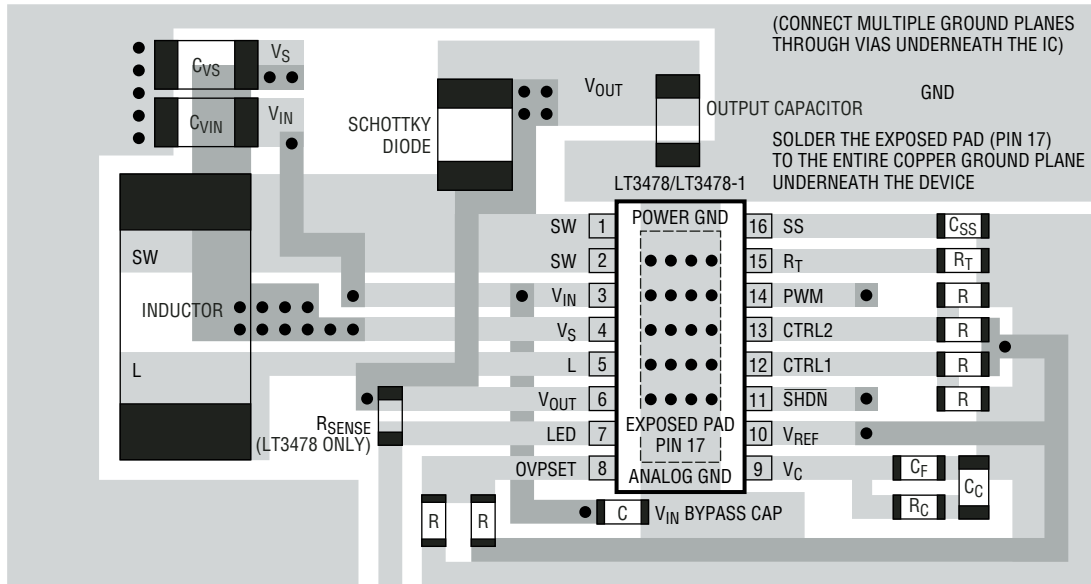 (CONNECT MULTIPLE GROUND PLANES
THROUGH VIAS UNDERNEATH THE IC)
GND
SOLDER THE EXPOSED PAD (PIN 17)
TO THE ENTIRE COPPER GROUND PLANE
UNDERNEATH THE DEVICE
CVS
VS
CVIN
VIN
SCHOTTKY
DIODE
VOUT
OUTPUT CAPACITOR
LT3478/LT3478-1
POWER GND
SW
INDUCTOR
L
SW 1
SW 2
VIN 3
VS 4
L 5
VOUT 6
LED 7
OVPSET 8
16 SS
15 RT
14 PWM
13 CTRL2
12 CTRL1
11 SHDN
10 VREF
9 VC
CSS
RT
R
R
R
R
RSENSE
(LT3478 ONLY)
EXPOSED PAD
PIN 17
ANALOG GND
CF
CC
RC
R
R
C
VIN BYPASS CAP